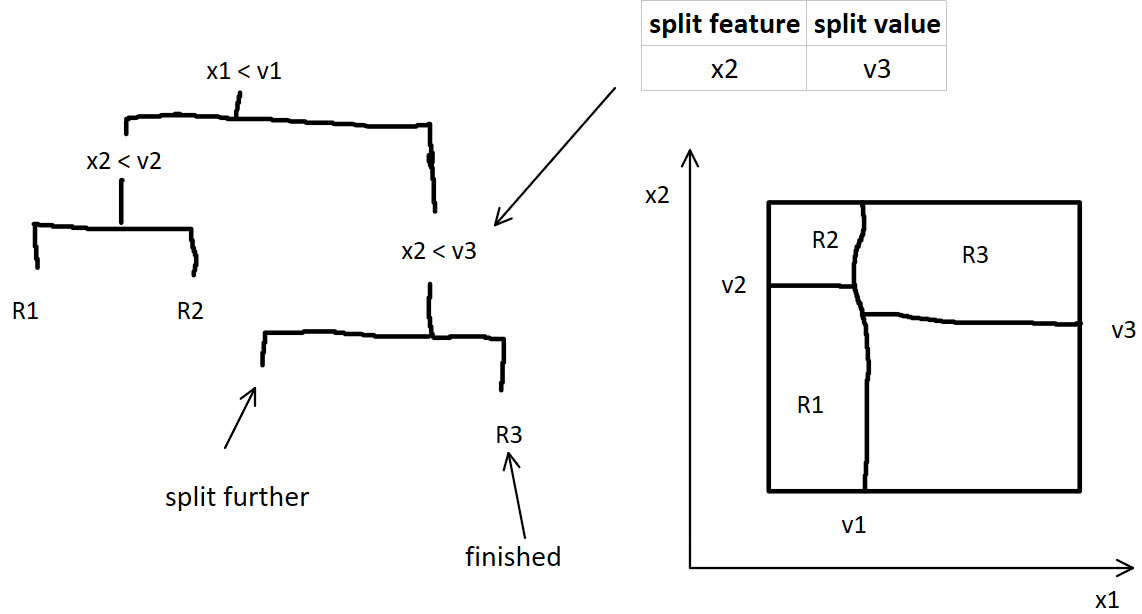 split feature split value
x2 v3
x1 < v1
x2 < v2
x2 < v3
R1 R2
split further
R3
finished
x2
R2 R3
v2
v3
R1
v1
x1